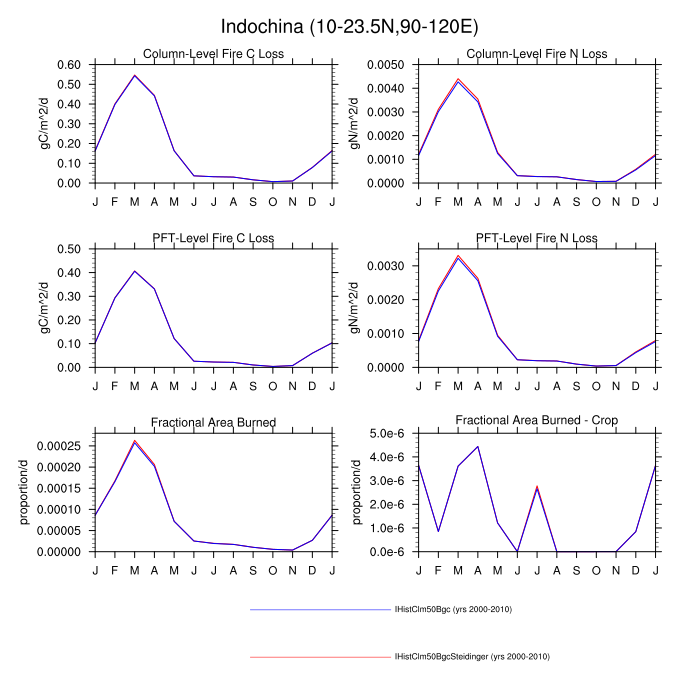 Indochina (10-23.5N,90-120E)
Column-Level Fire C Loss
gC/m^2/d
0.60
0.50
0.40
0.30
0.20
0.10
0.00
J F M A M J J A S O N D J
Column-Level Fire N Loss
gN/m^2/d
0.0050
0.0040
0.0030
0.0020
0.0010
0.0000
J F M A M J J A S O N D J
PFT-Level Fire C Loss
gC/m^2/d
0.50
0.40
0.30
0.20
0.10
0.00
J F M A M J J A S O N D J
PFT-Level Fire N Loss
gN/m^2/d
0.0030
0.0020
0.0010
0.0000
J F M A M J J A S O N D J
Fractional Area Burned
proportion/d
0.00025
0.00020
0.00015
0.00010
0.00005
0.00000
J F M A M J J A S O N D J
Fractional Area Burned - Crop
proportion/d
5.0e-6
4.0e-6
3.0e-6
2.0e-6
1.0e-6
0.0e-6
J F M A M J J A S O N D J
IHistClm50Bgc (yrs 2000-2010)
IHistClm50BgcSteidinger (yrs 2000-2010)